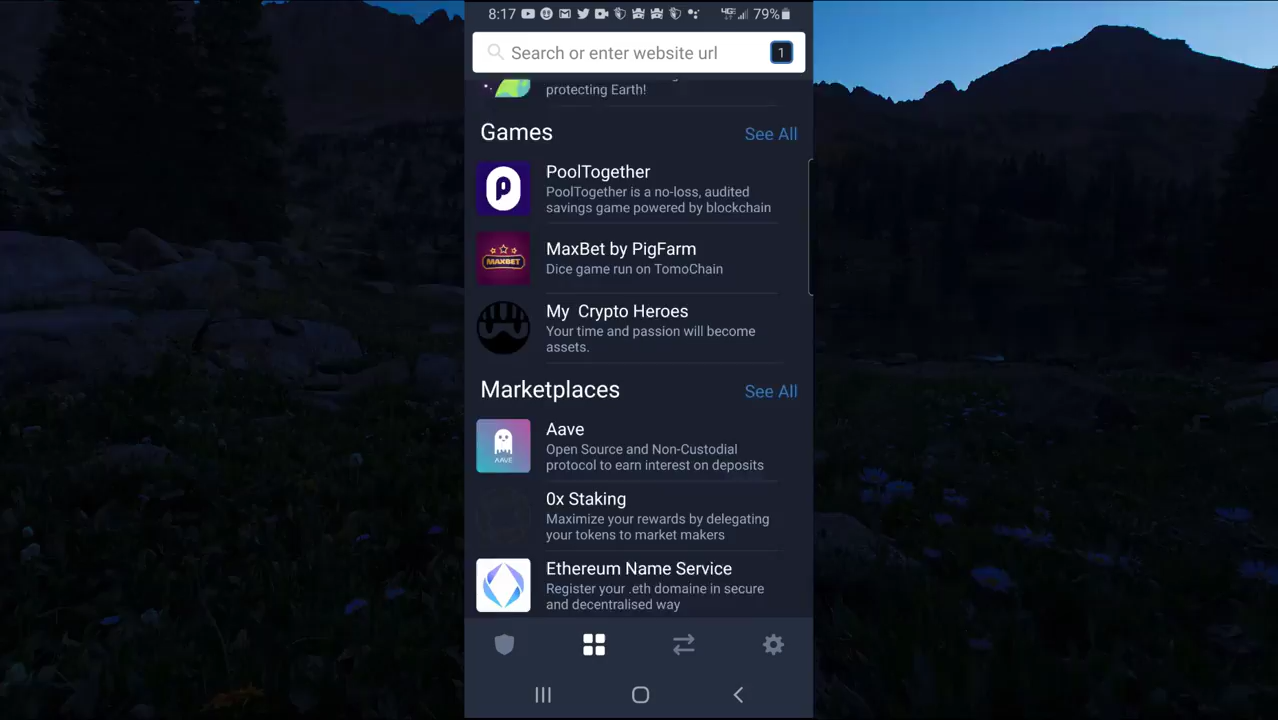 8:17
79%
Search or enter website url
1
protecting Earth!
Games
See All
PoolTogether
PoolTogether is a no-loss, audited
savings game powered by blockchain
MAXBET
MaxBet by PigFarm
Dice game run on TomoChain
My Crypto Heroes
Your time and passion will become
assets.
Marketplaces
See All
AAVE
Aave
Open Source and Non-Custodial
protocol to earn interest on deposits
0x Staking
Maximize your rewards by delegating
your tokens to market makers
Ethereum Name Service
Register your .eth domaine in secure
and decentralised way